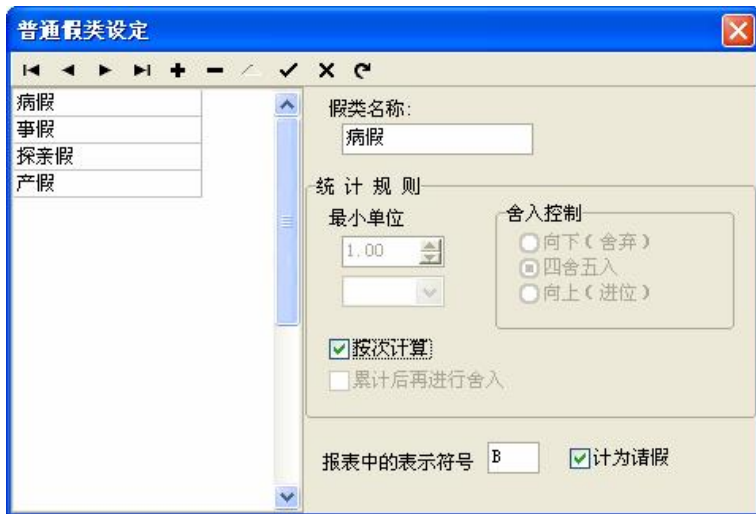 普通假类设定
病假
事假
探亲假
产假
假类名称:
病假
统 计 规 则
最小单位
1.00
舍入控制
向下(舍弃)
四舍五入
向上(进位)
按次计算
累计后再进行舍入
报表中的表示符号 B 计为请假